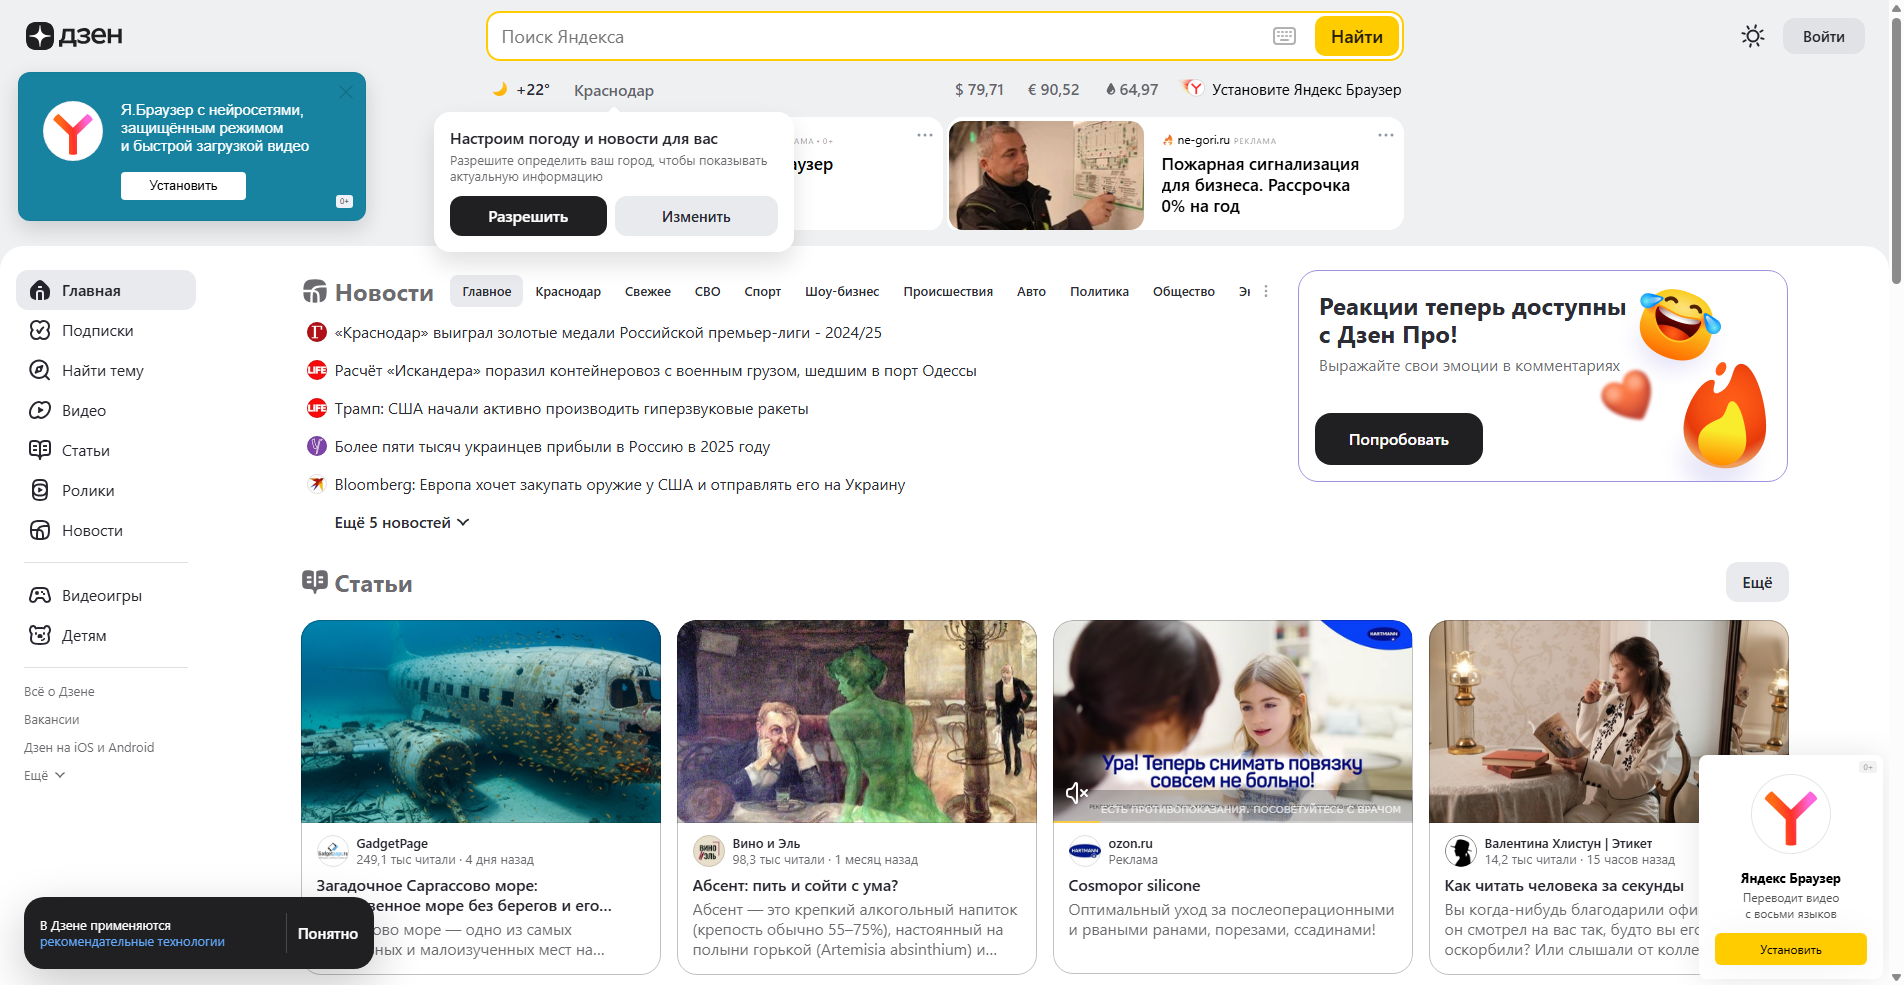 дзен
Поиск Яндекса
Найти
Войти
Я.Браузер с нейросетями,
защищённым режимом
и быстрой загрузкой видео
Установить
0+
+22°
Краснодар
$ 79,71
€ 90,52
64,97
Установите Яндекс Браузер
Настроим погоду и новости для вас
Разрешите определить ваш город, чтобы показывать
актуальную информацию
Разрешить
Изменить
АМА • 0+
аузер
ne-gori.ru РЕКЛАМА
Пожарная сигнализация
для бизнеса. Рассрочка
0% на год
Главная
Подписки
Найти тему
Видео
Статьи
Ролики
Новости
Видеоигры
Детям
Всё о Дзене
Вакансии
Дзен на iOS и Android
Ещё
Новости
Главное
Краснодар
Свежее
СВО
Спорт
Шоу-бизнес
Происшествия
Авто
Политика
Общество
«Краснодар» выиграл золотые медали Российской премьер-лиги - 2024/25
LIFE
Расчёт «Искандера» поразил контейнеровоз с военным грузом, шедшим в порт Одессы
LIFE
Трамп: США начали активно производить гиперзвуковые ракеты
Более пяти тысяч украинцев прибыли в Россию в 2025 году
Bloomberg: Европа хочет закупать оружие у США и отправлять его на Украину
Ещё 5 новостей
Реакции теперь доступны
с Дзен Про!
Выражайте свои эмоции в комментариях
Попробовать
Статьи
Ещё
GadgetPage
249,1 тыс читали · 4 дня назад
Загадочное Саргассово море:
венное море без берегов и его...
ово море — одно из самых
ных и малоизученных мест на...
ВИНО
ЭЛЬ
Вино и Эль
98,3 тыс читали · 1 месяц назад
Абсент: пить и сойти с ума?
Абсент — это крепкий алкогольный напиток
(крепость обычно 55–75%), настоянный на
полыни горькой (Artemisia absinthium) и...
HARTMANN
Ура! Теперь снимать повязку
совсем не больно!
ЕСТЬ ПРОТИВОПОКАЗАНИЯ. ПОСОВЕТУЙТЕСЬ С ВРАЧОМ
HARTMANN
ozon.ru
Реклама
Cosmopor silicone
Оптимальный уход за послеоперационными
и рваными ранами, порезами, ссадинами!
Валентина Хлистун | Этикет
14,2 тыс читали · 15 часов назад
Как читать человека за секунды
Вы когда-нибудь благодарили офи
он смотрел на вас так, будто вы его
оскорбили? Или слышали от колле
0+
Яндекс Браузер
Переводит видео
с восьми языков
Установить
В Дзене применяются
рекомендательные технологии
Понятно